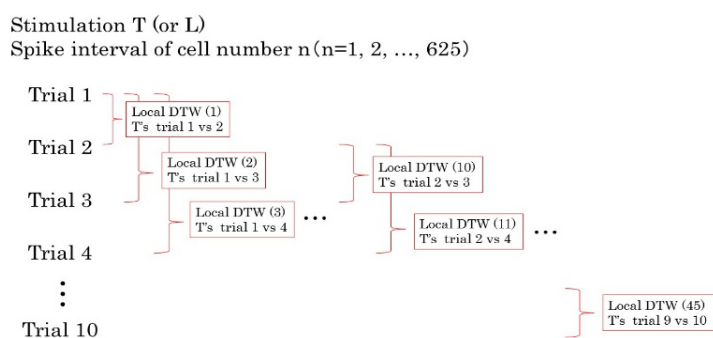 Stimulation T (or L)
Spike interval of cell number n(n=1, 2, …, 625)
Trial 1
Local DTW (1)
T's trial 1 vs 2
Trial 2
Local DTW (2)
T's trial 1 vs 3
Local DTW (10)
T's trial 2 vs 3
Trial 3
Local DTW (3)
T's trial 1 vs 4
…
Local DTW (11)
T's trial 2 vs 4
…
Trial 4
⋮
Local DTW (45)
T's trial 9 vs 10
Trial 10